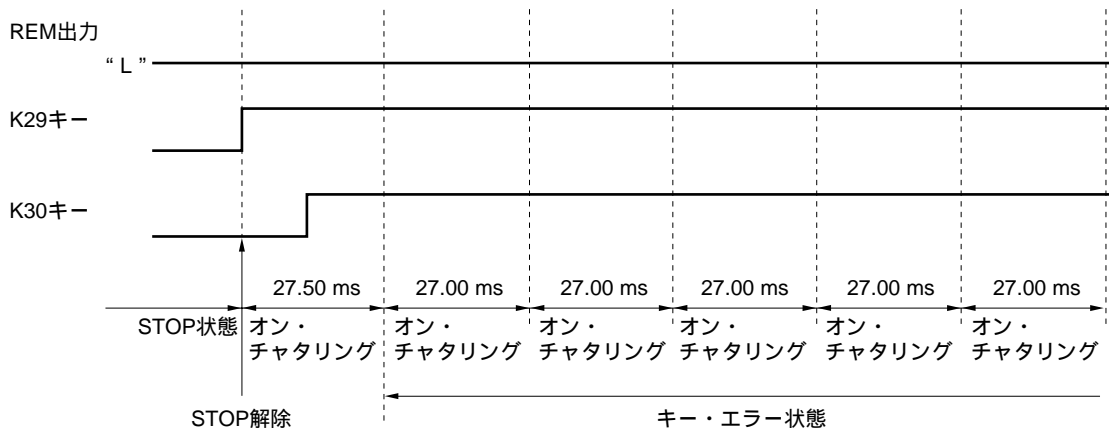 REM出力
“ L ”
K29キー
K30キー
27.50 ms
27.00 ms
27.00 ms
27.00 ms
27.00 ms
27.00 ms
STOP状態
オン・
チャタリング
オン・
チャタリング
オン・
チャタリング
オン・
チャタリング
オン・
チャタリング
オン・
チャタリング
STOP解除
キー・エラー状態